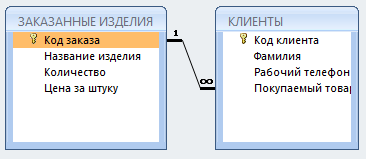 ЗАКАЗАННЫЕ ИЗДЕЛИЯ
Код заказа
Название изделия
Количество
Цена за штуку
1
∞
КЛИЕНТЫ
Код клиента
Фамилия
Рабочий телефон
Покупаемый товар